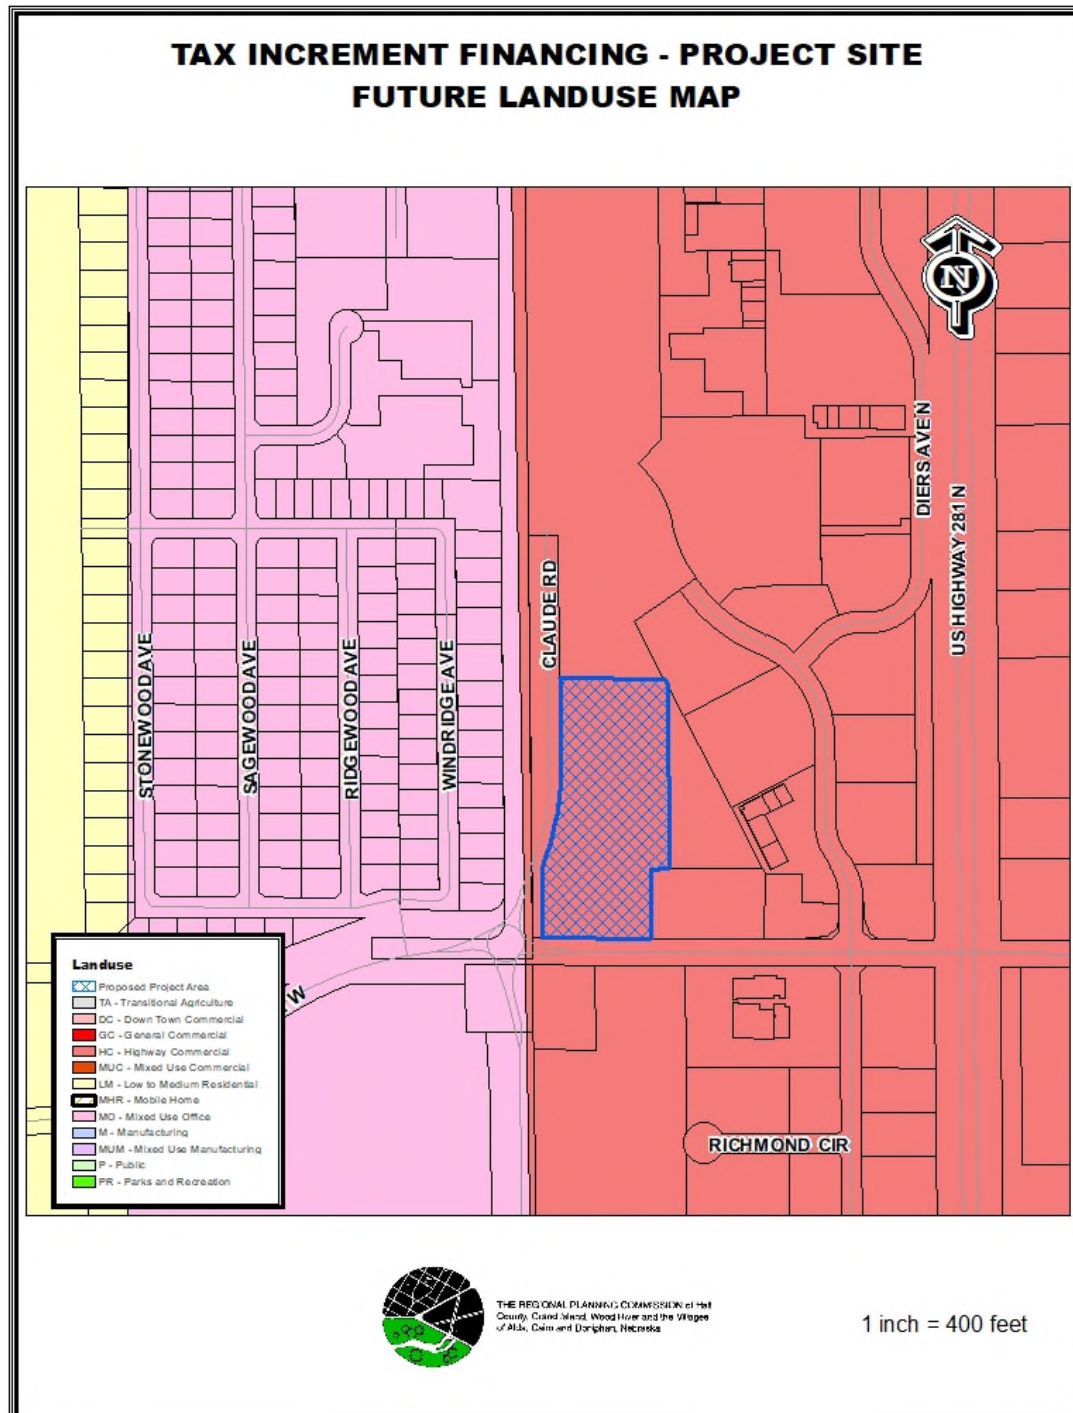 TAX INCREMENT FINANCING - PROJECT SITE
FUTURE LANDUSE MAP
N
DIERS AVE N
US HIGHWAY 281 N
CLAUDE RD
STONEWOOD AVE
SAGEWOOD AVE
RIDGEWOOD AVE
WINDRIDGE AVE
W
RICHMOND CIR
Landuse
Proposed Project Area
TA - Transitional Agriculture
DC - Down Town Commercial
GC - General Commercial
HC - Highway Commercial
MUC - Mixed Use Commercial
LM - Low to Medium Residential
MHR - Mobile Home
MO - Mixed Use Office
M - Manufacturing
MUM - Mixed Use Manufacturing
P - Public
PR - Parks and Recreation
THE REGIONAL PLANNING COMMISSION of Hall
County, Grand Island, Wood River and the Villages
of Alda, Cairo and Doniphan, Nebraska
1 inch = 400 feet